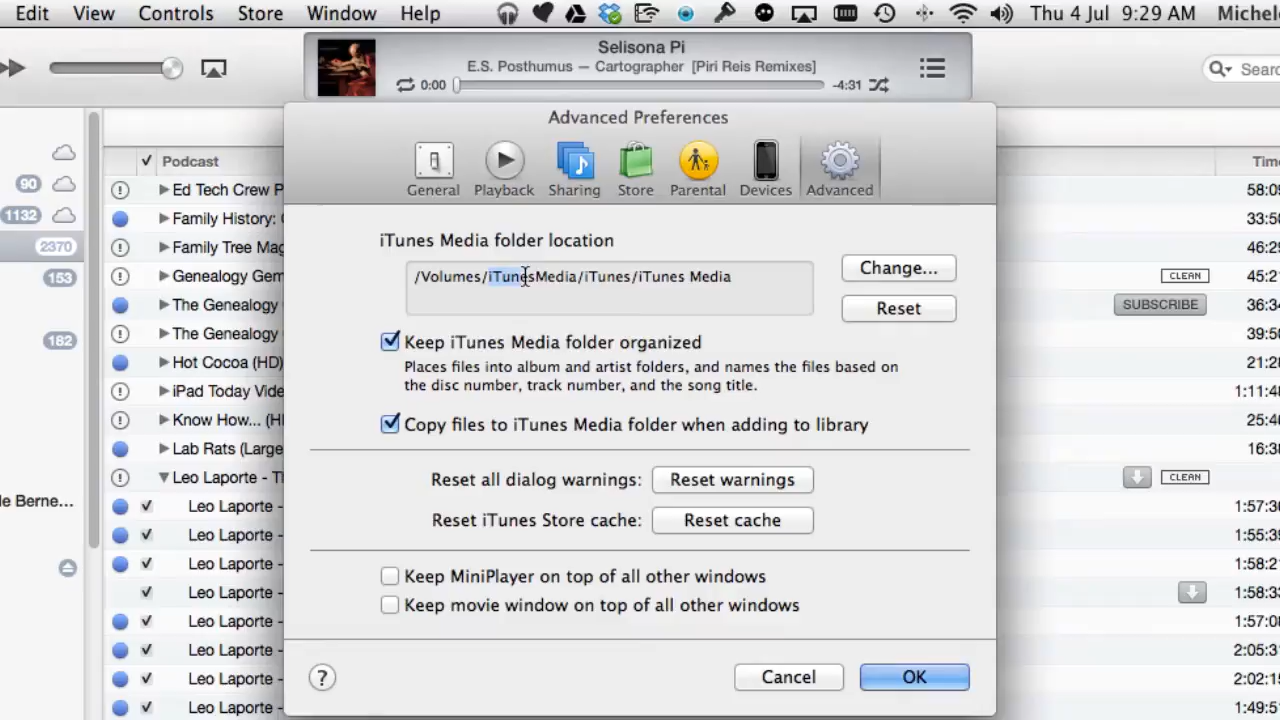 Edit View Controls Store Window Help Thu 4 Jul 9:29 AM Michele
Selisona Pi
E.S. Posthumus — Cartographer [Piri Reis Remixes]
0:00 -4:31
Advanced Preferences
General Playback Sharing Store Parental Devices Advanced
90
1132
2370
153
182
Podcast
Ed Tech Crew P
Family History:
Family Tree Mag
Genealogy Gem
The Genealogy
The Genealogy
Hot Cocoa (HD)
iPad Today Vide
Know How... (H
Lab Rats (Large
Leo Laporte - T
Leo Laporte -
Leo Laporte -
Leo Laporte -
Leo Laporte -
Leo Laporte -
Leo Laporte -
Leo Laporte -
Leo Laporte -
iTunes Media folder location
/Volumes/iTunesMedia/iTunes/iTunes Media
Change...
Reset
Keep iTunes Media folder organized
Places files into album and artist folders, and names the files based on
the disc number, track number, and the song title.
Copy files to iTunes Media folder when adding to library
Reset all dialog warnings: Reset warnings
Reset iTunes Store cache: Reset cache
Keep MiniPlayer on top of all other windows
Keep movie window on top of all other windows
?
Cancel OK
CLEAN
SUBSCRIBE
CLEAN
58:0
33:50
46:2
45:2
36:3
39:5
21:4
1:11:4
25:4
16:3
1:57:3
1:55:3
1:58:2
1:58:3
1:57:0
2:05:3
2:02:1
1:49:5